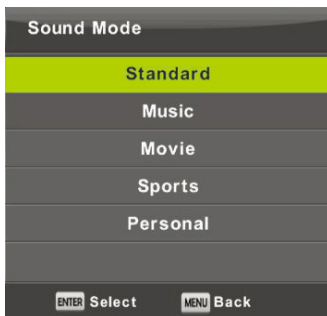 Sound Mode
Standard
Music
Movie
Sports
Personal
ENTER Select MENU Back